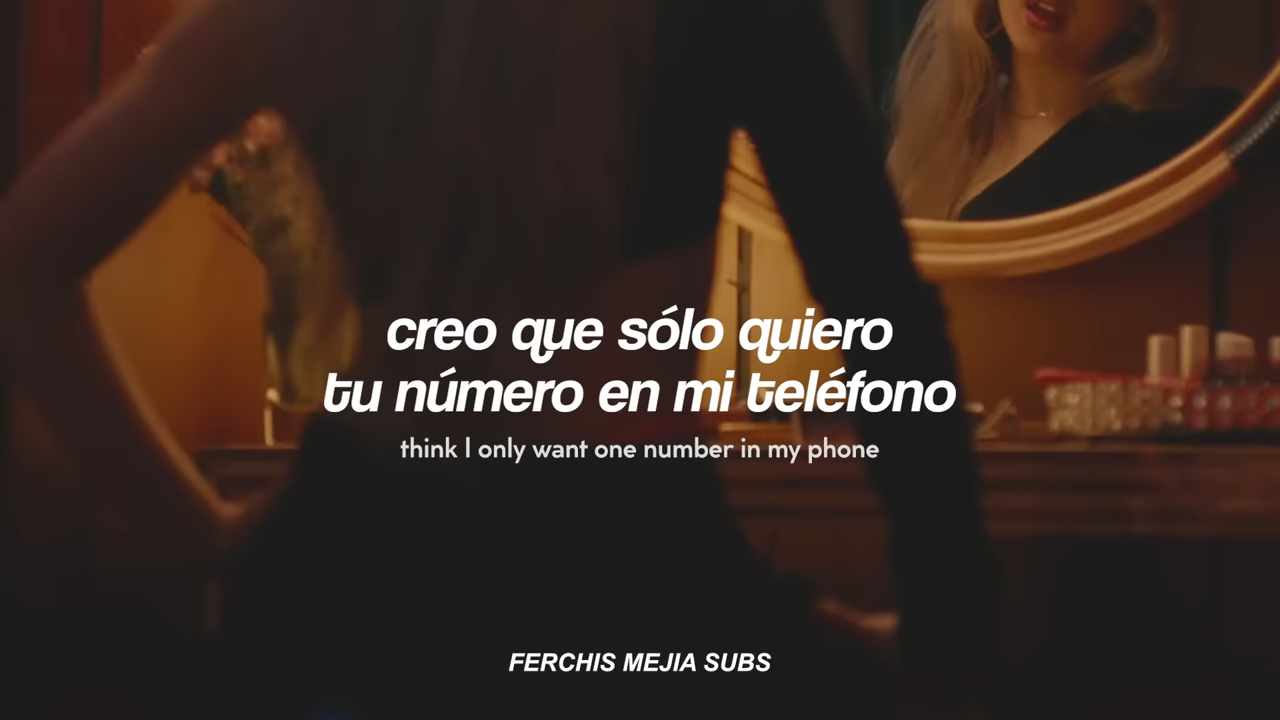 creo que sólo quiero
tu número en mi teléfono
think I only want one number in my phone
FERCHIS MEJIA SUBS